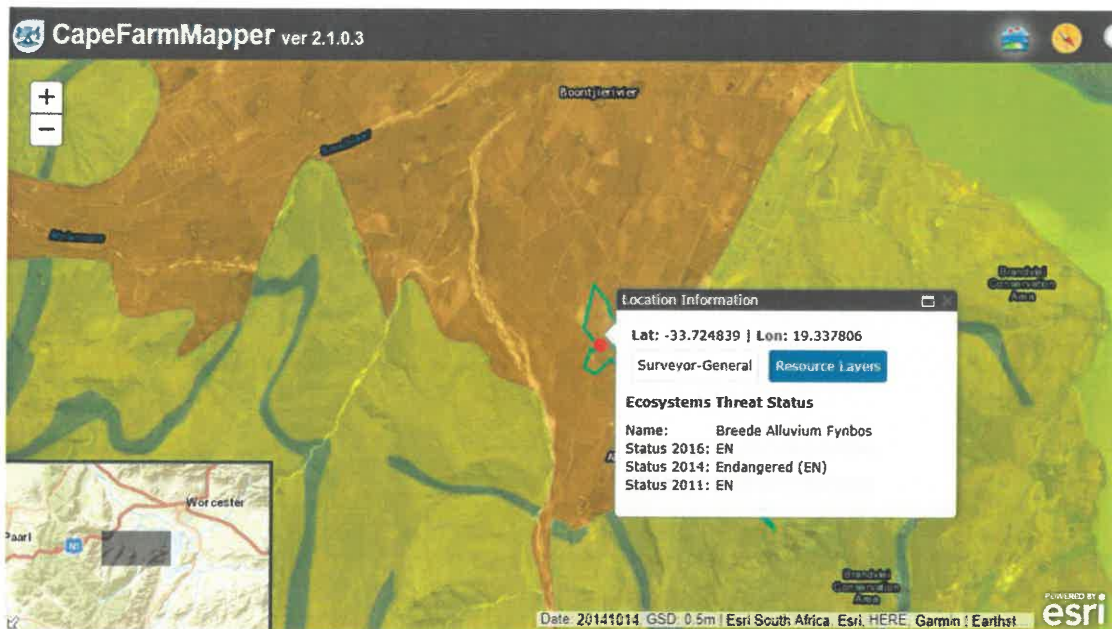 CapeFarmMapper ver 2.1.0.3
+
−
Boontjierivier
Brandvlei
Conservation
Area
Location Information
Lat: -33.724839 | Lon: 19.337806
Surveyor-General
Resource Layers
Ecosystems Threat Status
Name: Breede Alluvium Fynbos
Status 2016: EN
Status 2014: Endangered (EN)
Status 2011: EN
Worcester
Paarl
N1
Brandvlei
Conservation
Area
Date: 20141014 GSD: 0.5m | Esri South Africa, Esri, HERE, Garmin | Earthst...
POWERED BY
esri